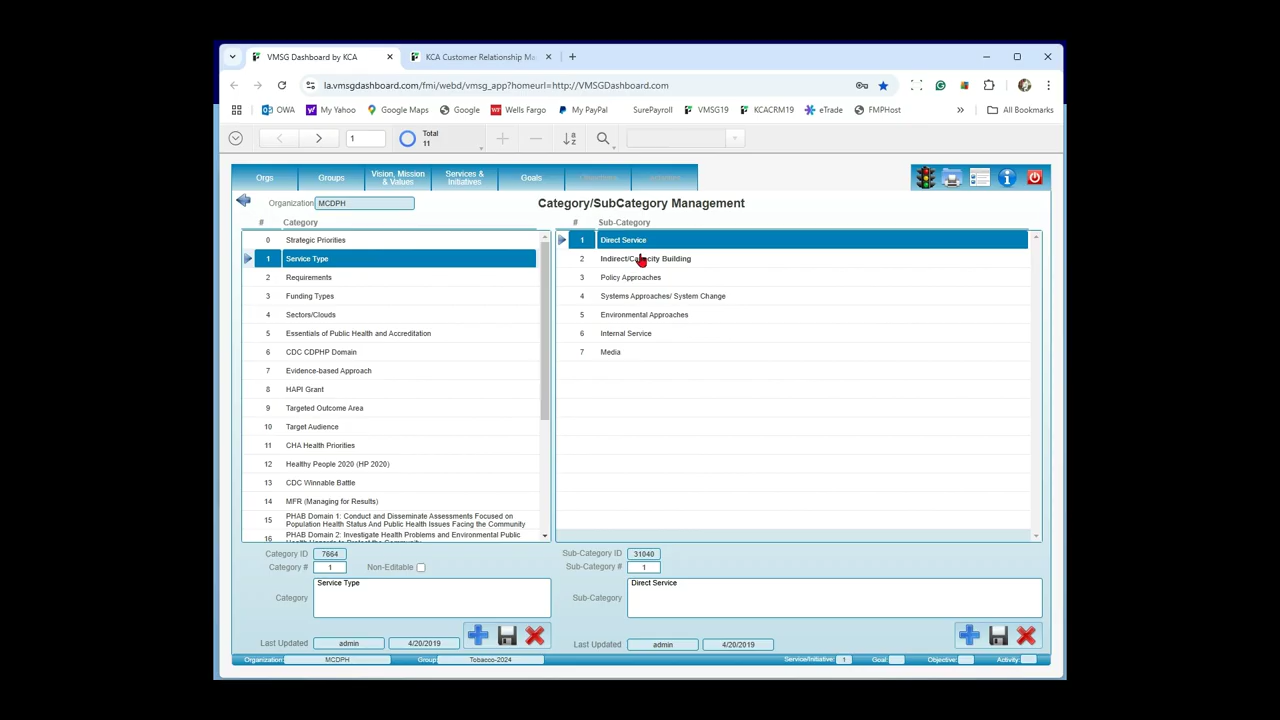 VMSG Dashboard by KCA
KCA Customer Relationship Ma
la.vmsgdashboard.com/fmi/webd/vmsg_app?homeurl=http://VMSGDashboard.com
OWA
My Yahoo
Google Maps
Google
Wells Fargo
My PayPal
SurePayroll
VMSG19
KCACRM19
eTrade
FMPHost
»
All Bookmarks
1
Total
11
Orgs
Groups
Vision, Mission
& Values
Services &
Initiatives
Goals
Organization
MCDPH
Category/SubCategory Management
# Category
# Sub-Category
0 Strategic Priorities
1 Service Type
2 Requirements
3 Funding Types
4 Sectors/Clouds
5 Essentials of Public Health and Accreditation
6 CDC CDPHP Domain
7 Evidence-based Approach
8 HAPI Grant
9 Targeted Outcome Area
10 Target Audience
11 CHA Health Priorities
12 Healthy People 2020 (HP 2020)
13 CDC Winnable Battle
14 MFR (Managing for Results)
15 PHAB Domain 1: Conduct and Disseminate Assessments Focused on
Population Health Status And Public Health Issues Facing the Community
16 PHAB Domain 2: Investigate Health Problems and Environmental Public
1 Direct Service
2 Indirect/Capacity Building
3 Policy Approaches
4 Systems Approaches/ System Change
5 Environmental Approaches
6 Internal Service
7 Media
Category ID 7664
Category # 1 Non-Editable
Category
Service Type
Last Updated admin 4/20/2019
Sub-Category ID 31040
Sub-Category # 1
Sub-Category
Direct Service
Last Updated admin 4/20/2019
Organization: MCDPH Group: Tobacco-2024 Service/Initiative: 1 Goal: Objective: Activity: